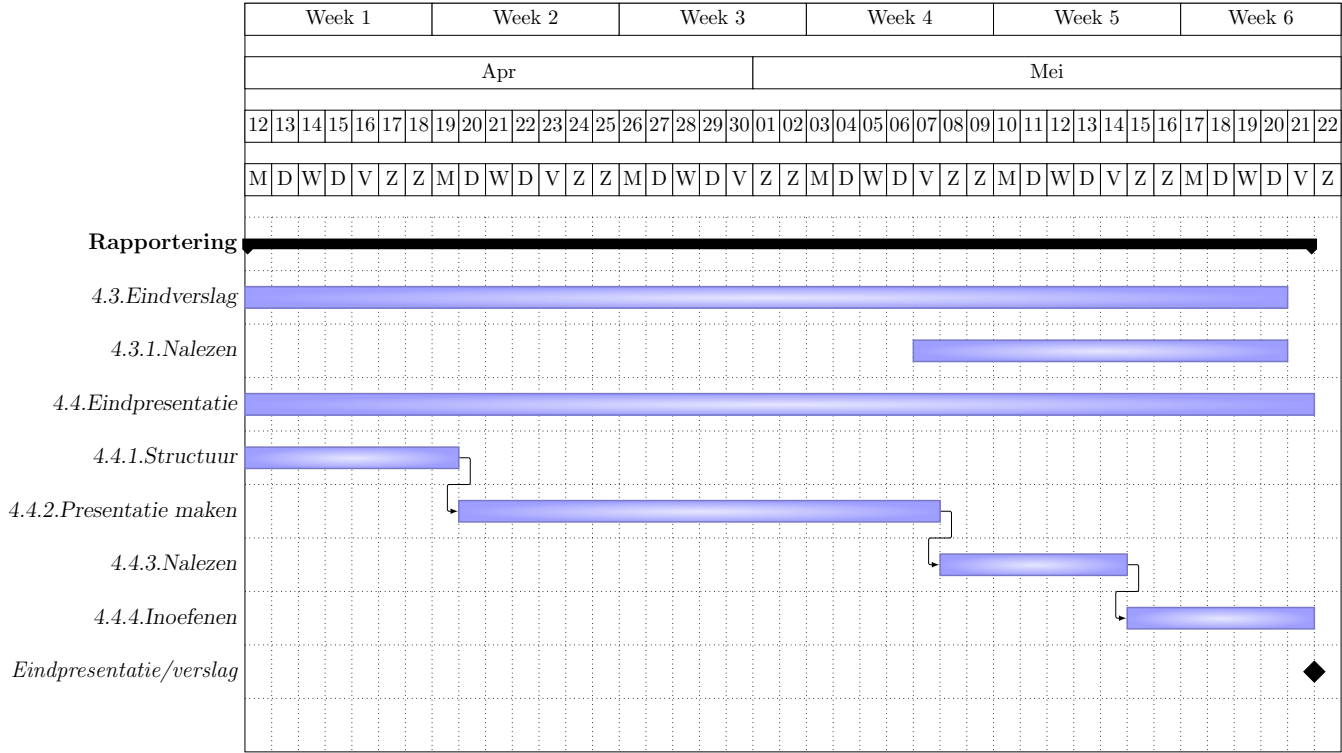 Week 1 Week 2 Week 3 Week 4 Week 5 Week 6
Apr Mei
12 13 14 15 16 17 18 19 20 21 22 23 24 25 26 27 28 29 30 01 02 03 04 05 06 07 08 09 10 11 12 13 14 15 16 17 18 19 20 21 22
M D W D V Z Z M D W D V Z Z M D W D V Z Z M D W D V Z Z M D W D V Z Z M D W D V Z
Rapportering
4.3.Eindverslag
4.3.1.Nalezen
4.4.Eindpresentatie
4.4.1.Structuur
4.4.2.Presentatie maken
4.4.3.Nalezen
4.4.4.Inoefenen
Eindpresentatie/verslag